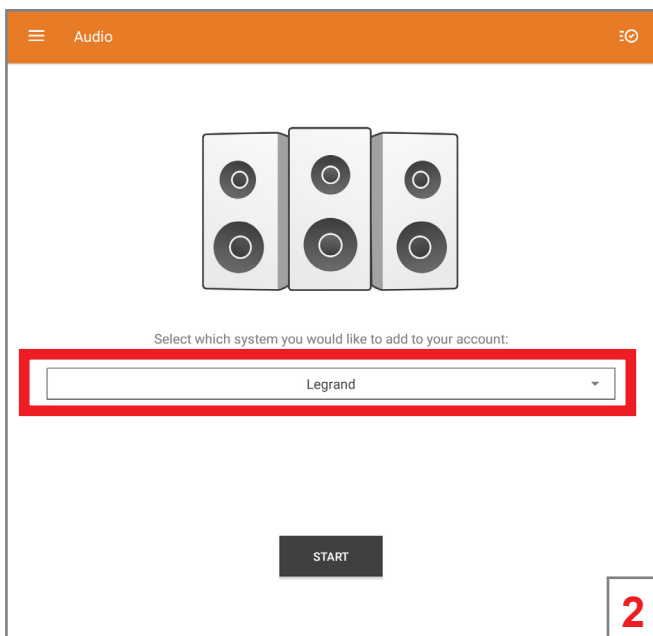 Audio
Select which system you would like to add to your account:
Legrand
START
2